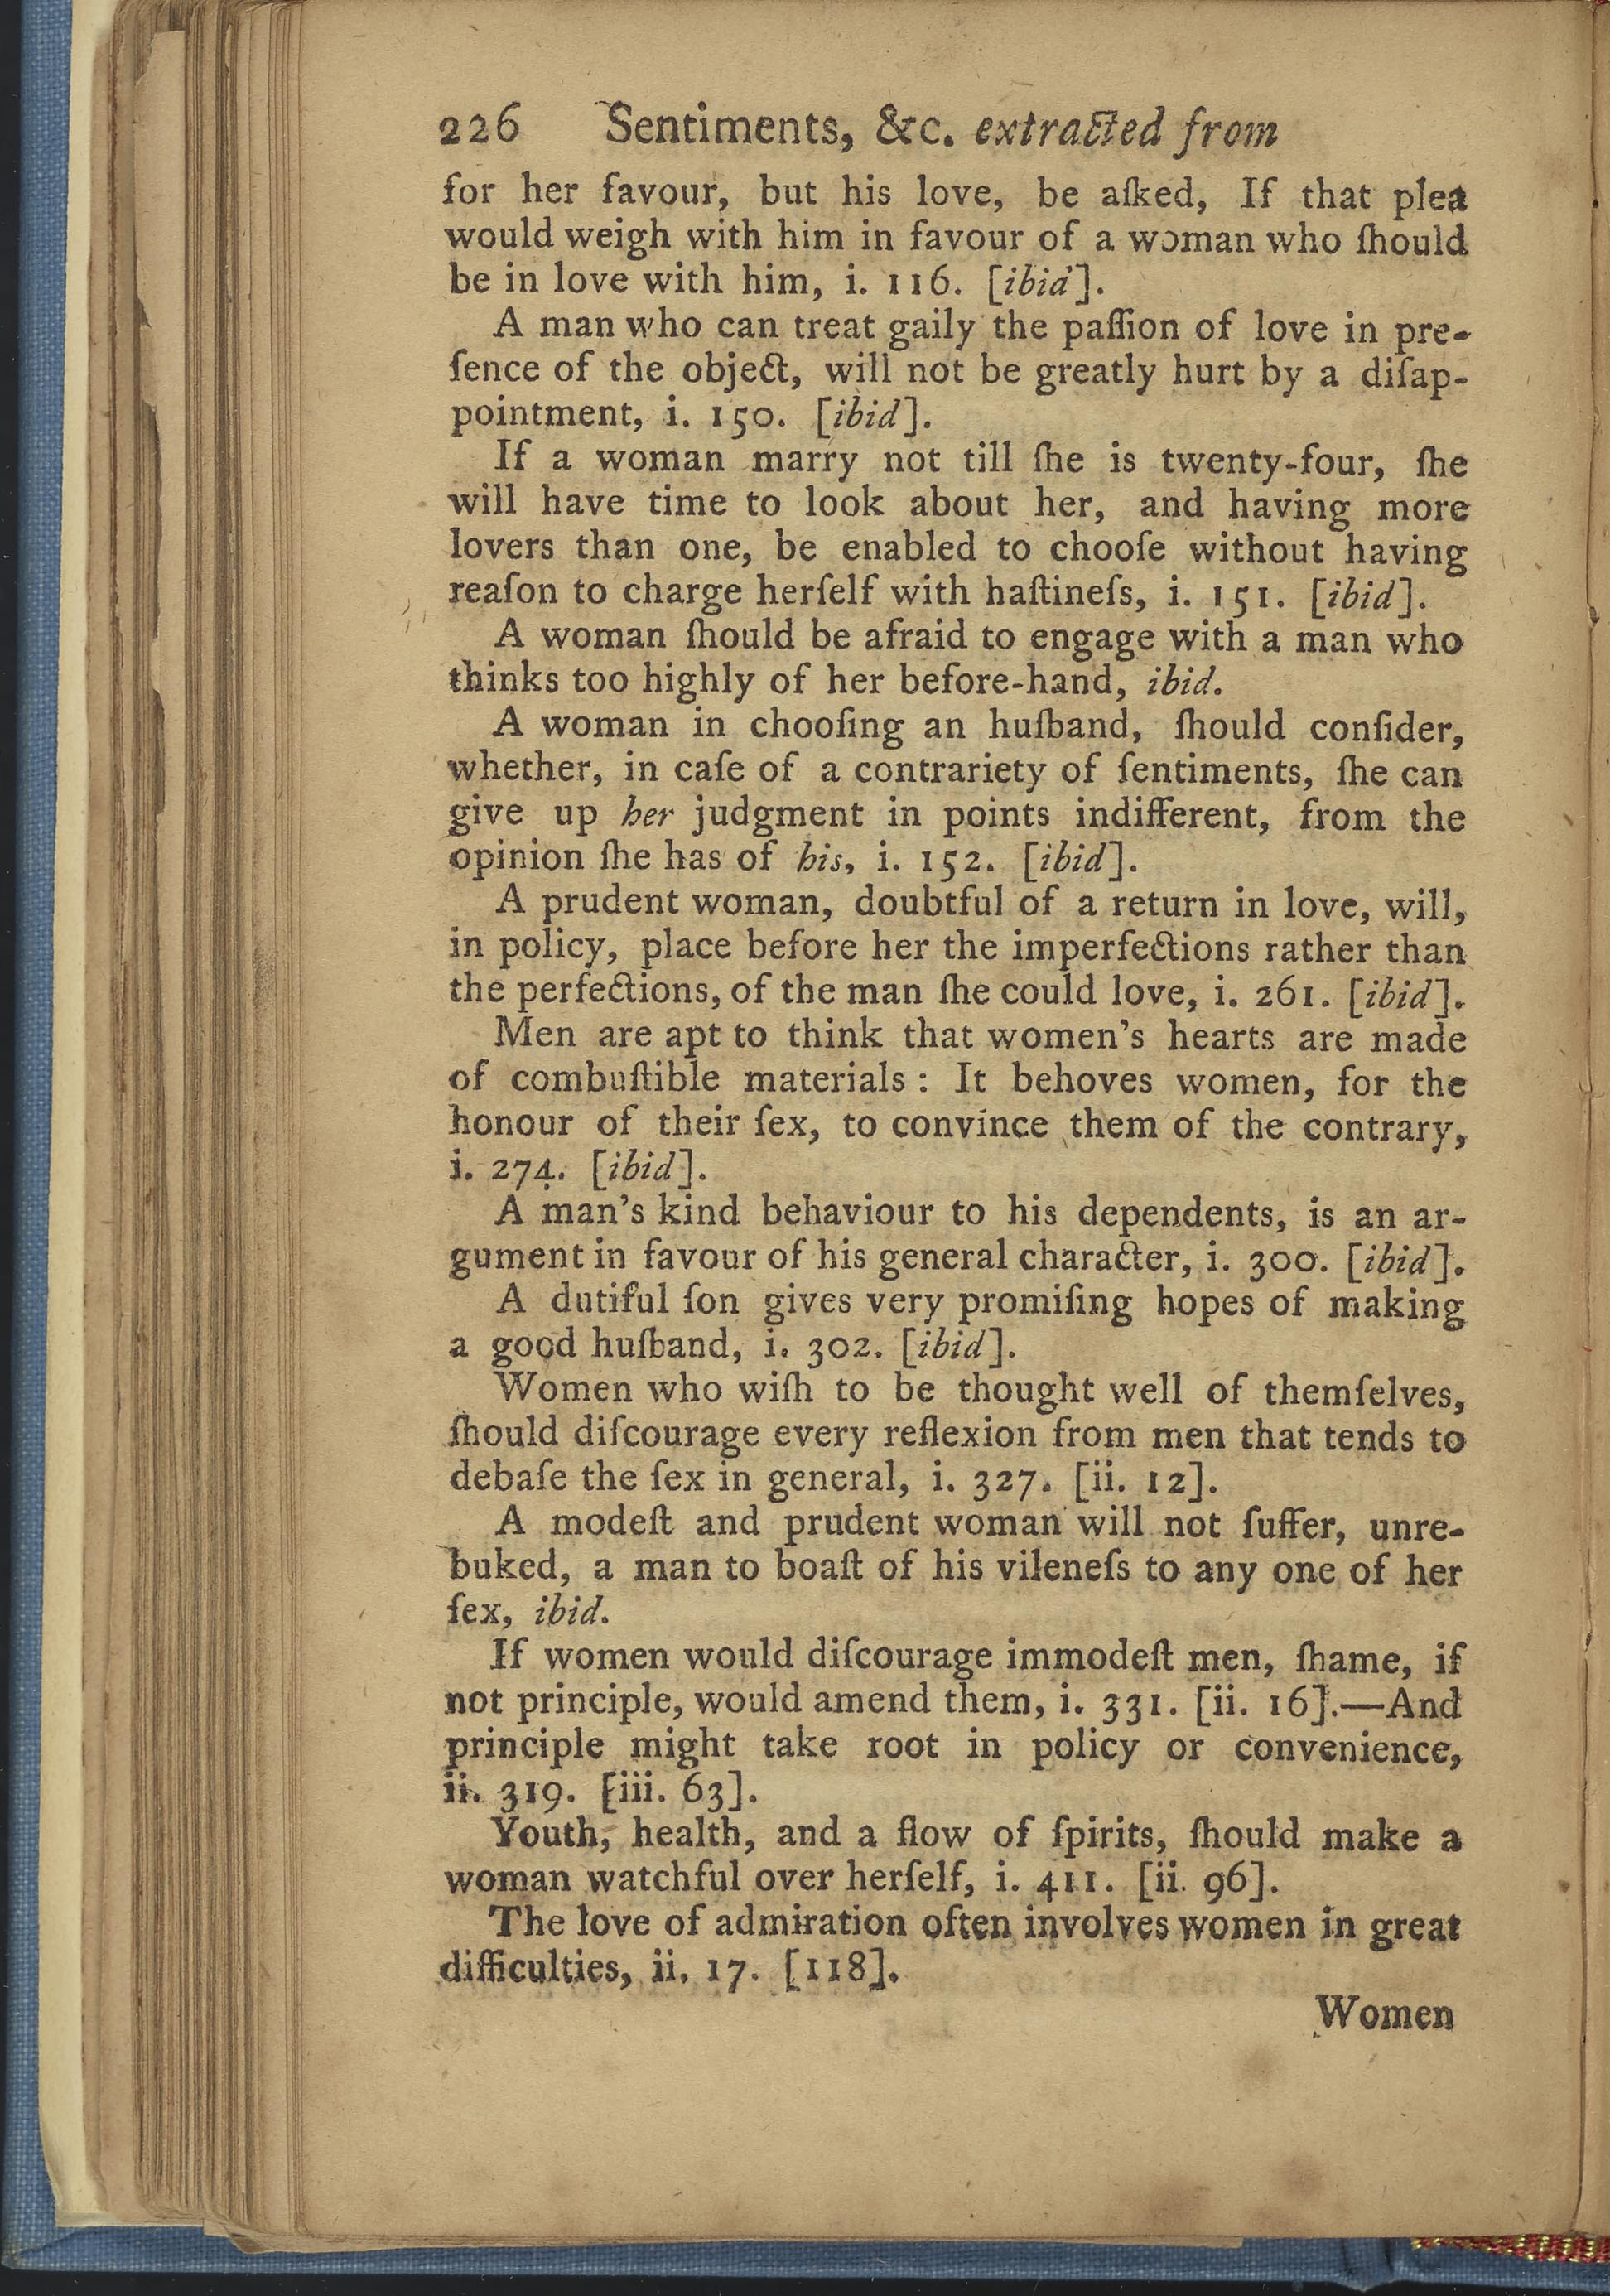 226 Sentiments, &c. extracted from
for her favour, but his love, be aſked, If that plea
would weigh with him in favour of a woman who ſhould
be in love with him, i. 116. [ibid].
A man who can treat gaily the paſſion of love in pre-
ſence of the object, will not be greatly hurt by a diſap-
pointment, i. 150. [ibid].
If a woman marry not till ſhe is twenty-four, ſhe
will have time to look about her, and having more
lovers than one, be enabled to chooſe without having
reaſon to charge herſelf with haſtineſs, i. 151. [ibid].
A woman ſhould be afraid to engage with a man who
thinks too highly of her before-hand, ibid.
A woman in chooſing an huſband, ſhould conſider,
whether, in caſe of a contrariety of ſentiments, ſhe can
give up her judgment in points indifferent, from the
opinion ſhe has of his, i. 152. [ibid].
A prudent woman, doubtful of a return in love, will,
in policy, place before her the imperfections rather than
the perfections, of the man ſhe could love, i. 261. [ibid].
Men are apt to think that women's hearts are made
of combuſtible materials: It behoves women, for the
honour of their ſex, to convince them of the contrary,
i. 274. [ibid].
A man's kind behaviour to his dependents, is an ar-
gument in favour of his general character, i. 300. [ibid].
A dutiful ſon gives very promiſing hopes of making
a good huſband, i. 302. [ibid].
Women who wiſh to be thought well of themſelves,
ſhould diſcourage every reflexion from men that tends to
debaſe the ſex in general, i. 327. [ii. 12].
A modeſt and prudent woman will not ſuffer, unre-
buked, a man to boaſt of his vileneſs to any one of her
ſex, ibid.
If women would diſcourage immodeſt men, ſhame, if
not principle, would amend them, i. 331. [ii. 16].—And
principle might take root in policy or convenience,
ii. 319. [iii. 63].
Youth, health, and a flow of ſpirits, ſhould make a
woman watchful over herſelf, i. 411. [ii. 96].
The love of admiration often involves women in great
difficulties, ii. 17. [118].
Women